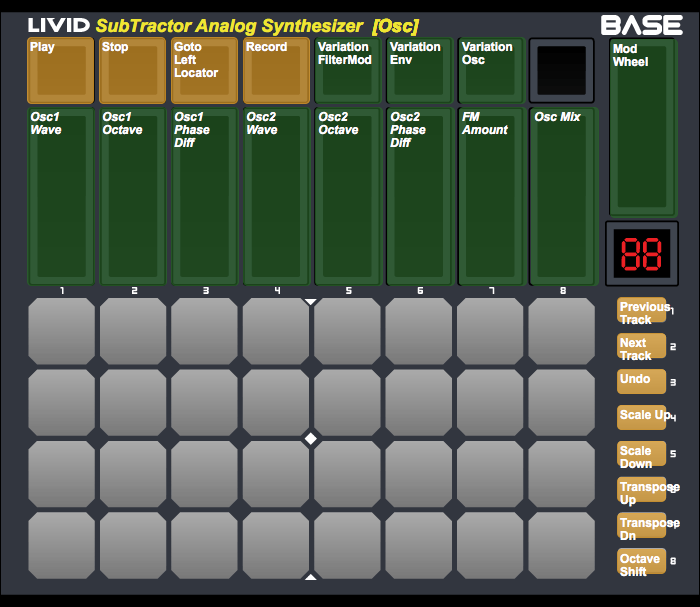 LIVID SubTractor Analog Synthesizer [Osc] BASE
Play
Stop
Goto
Left
Locator
Record
Variation
FilterMod
Variation
Env
Variation
Osc
Mod
Wheel
Osc1
Wave
Osc1
Octave
Osc1
Phase
Diff
Osc2
Wave
Osc2
Octave
Osc2
Phase
Diff
FM
Amount
Osc Mix
88
1 2 3 4 5 6 7 8
Previous
Track
1
Next
Track
2
Undo
3
Scale Up
4
Scale
Down
5
Transpose
Up
Transpose
Dn
Octave
Shift
8